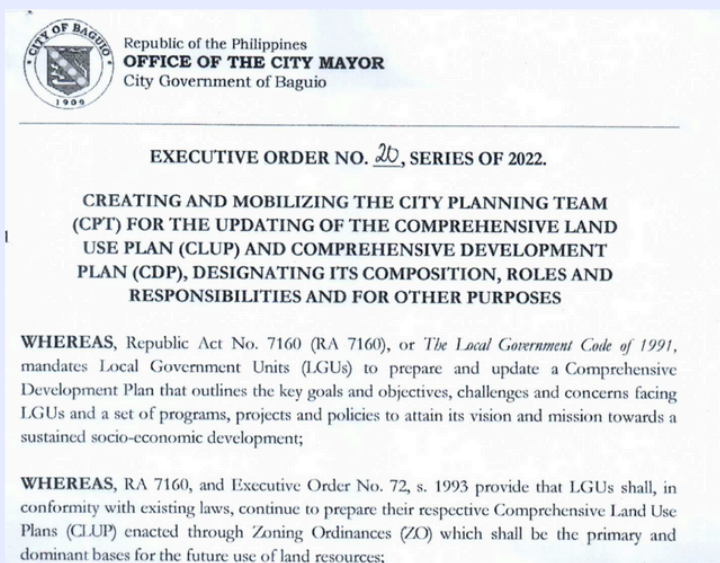 CITY OF BAGUIO
1909
Republic of the Philippines
OFFICE OF THE CITY MAYOR
City Government of Baguio
EXECUTIVE ORDER NO. 20, SERIES OF 2022.
CREATING AND MOBILIZING THE CITY PLANNING TEAM
(CPT) FOR THE UPDATING OF THE COMPREHENSIVE LAND
USE PLAN (CLUP) AND COMPREHENSIVE DEVELOPMENT
PLAN (CDP), DESIGNATING ITS COMPOSITION, ROLES AND
RESPONSIBILITIES AND FOR OTHER PURPOSES
WHEREAS, Republic Act No. 7160 (RA 7160), or The Local Government Code of 1991,
mandates Local Government Units (LGUs) to prepare and update a Comprehensive
Development Plan that outlines the key goals and objectives, challenges and concerns facing
LGUs and a set of programs, projects and policies to attain its vision and mission towards a
sustained socio-economic development;
WHEREAS, RA 7160, and Executive Order No. 72, s. 1993 provide that LGUs shall, in
conformity with existing laws, continue to prepare their respective Comprehensive Land Use
Plans (CLUP) enacted through Zoning Ordinances (ZO) which shall be the primary and
dominant bases for the future use of land resources;